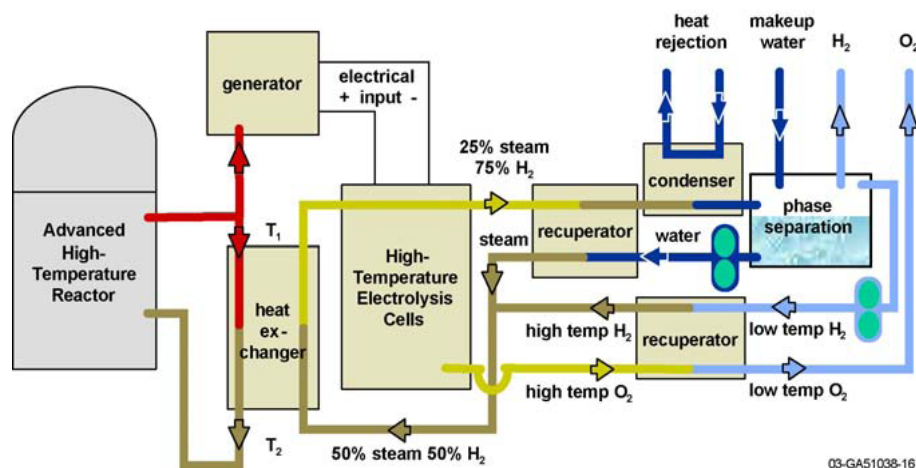 heat
rejection
makeup
water
H₂
O₂
generator
electrical
+ input -
25% steam
75% H₂
condenser
phase
separation
Advanced
High-
Temperature
Reactor
T₁
High-
Temperature
Electrolysis
Cells
steam
recuperator
water
heat
ex-
changer
high temp H₂
recuperator
low temp H₂
high temp O₂
low temp O₂
T₂
50% steam 50% H₂
03-GA51038-16